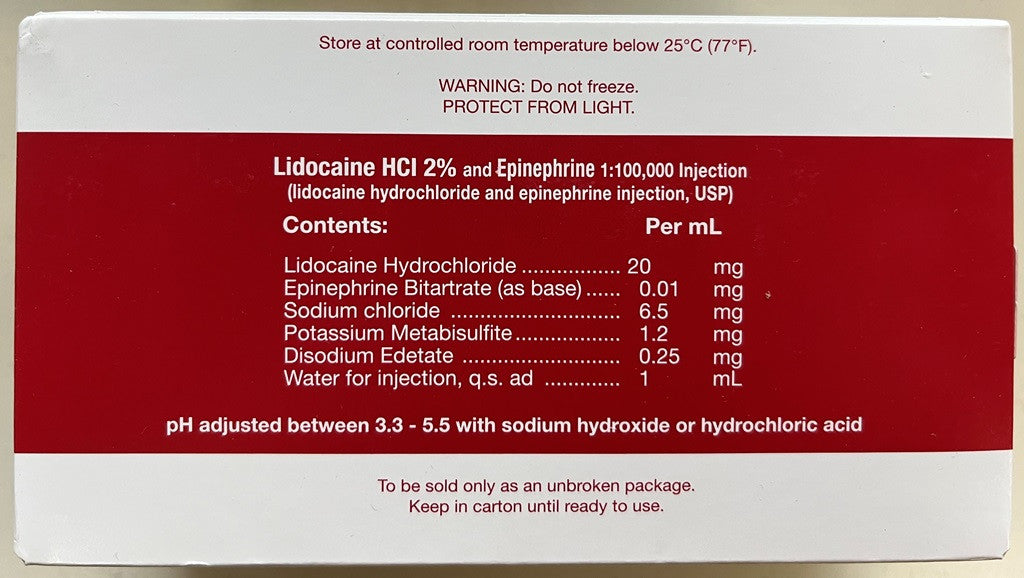 Store at controlled room temperature below 25°C (77°F).
WARNING: Do not freeze.
PROTECT FROM LIGHT.
Lidocaine HCl 2% and Epinephrine 1:100,000 Injection
(lidocaine hydrochloride and epinephrine injection, USP)
Contents: Per mL
Lidocaine Hydrochloride ................. 20 mg
Epinephrine Bitartrate (as base)...... 0.01 mg
Sodium chloride ............................. 6.5 mg
Potassium Metabisulfite.................. 1.2 mg
Disodium Edetate ........................... 0.25 mg
Water for injection, q.s. ad ............. 1 mL
pH adjusted between 3.3 - 5.5 with sodium hydroxide or hydrochloric acid
To be sold only as an unbroken package.
Keep in carton until ready to use.